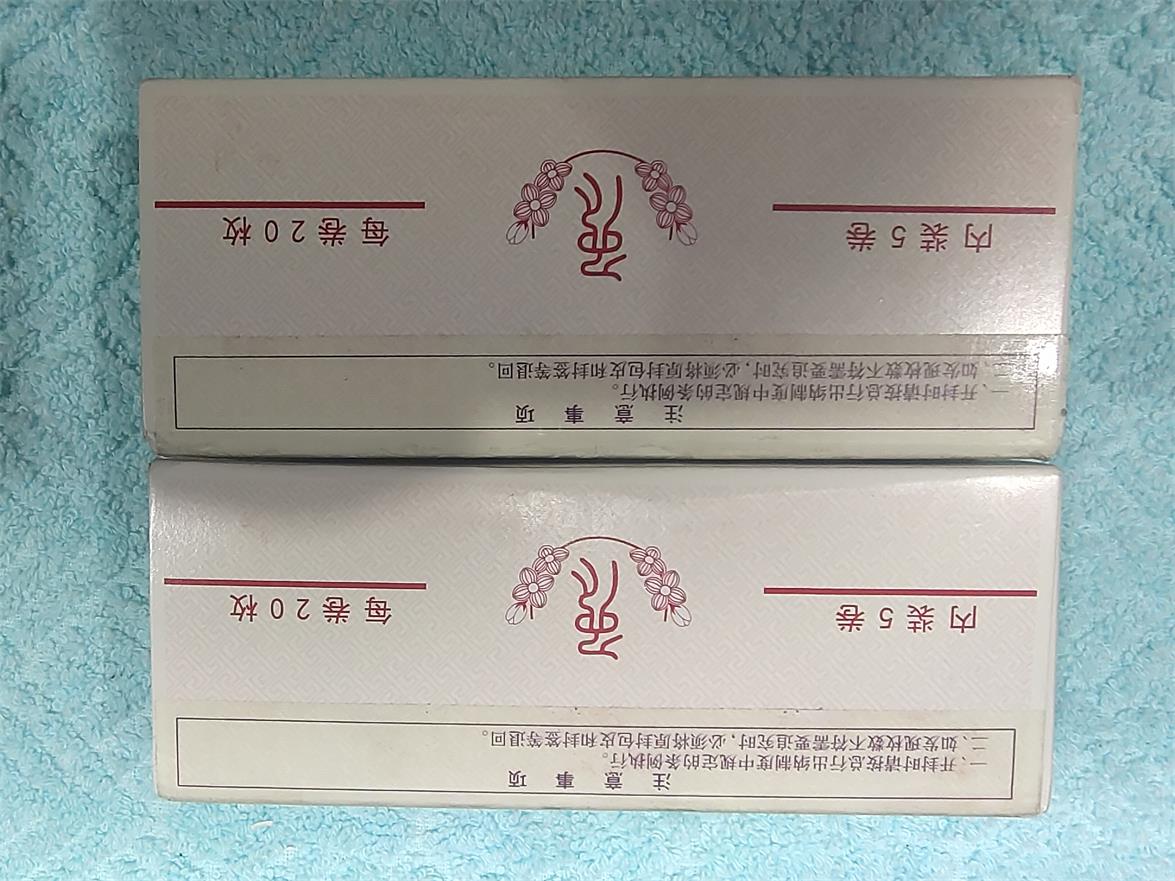 注意事项
一、开封时请按总行出纳制度中规定的条例执行。
二、如发现枚数不符需要追究时，必须将原封包皮和封签等退回。
内装5卷
每卷20枚
注意事项
一、开封时请按总行出纳制度中规定的条例执行。
二、如发现枚数不符需要追究时，必须将原封包皮和封签等退回。
内装5卷
每卷20枚